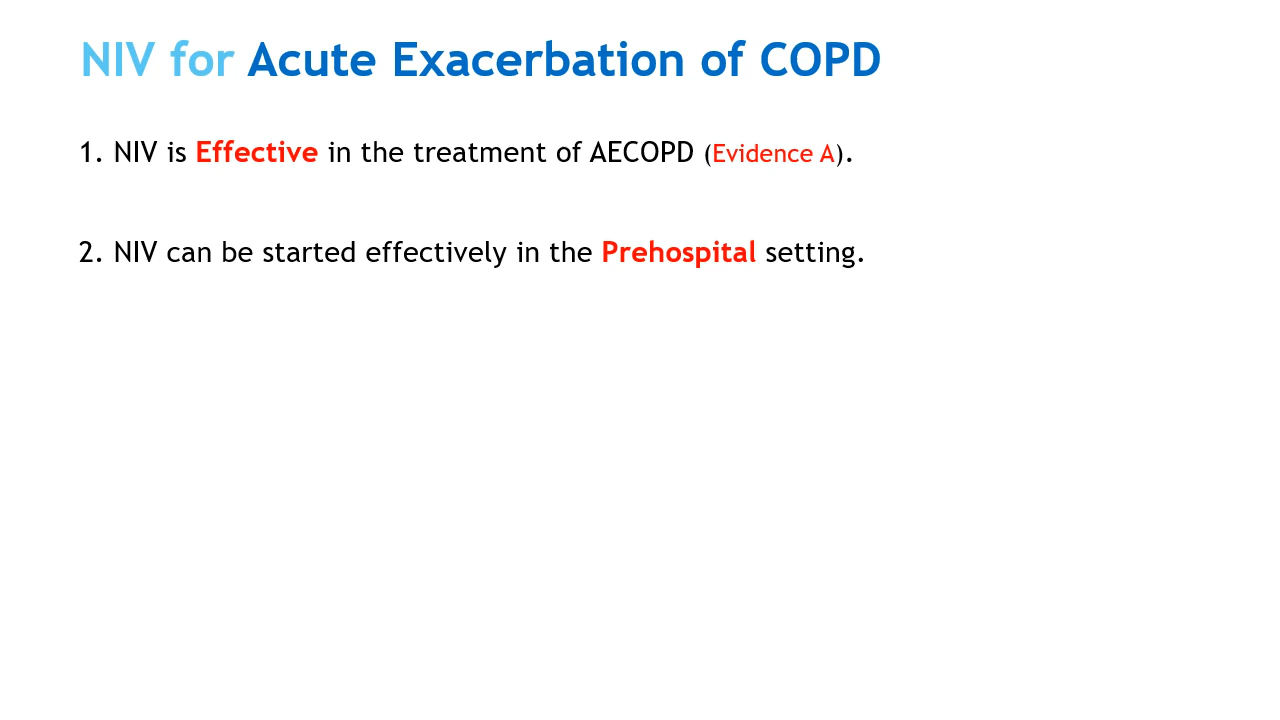 NIV for Acute Exacerbation of COPD
1. NIV is Effective in the treatment of AECOPD (Evidence A).
2. NIV can be started effectively in the Prehospital setting.